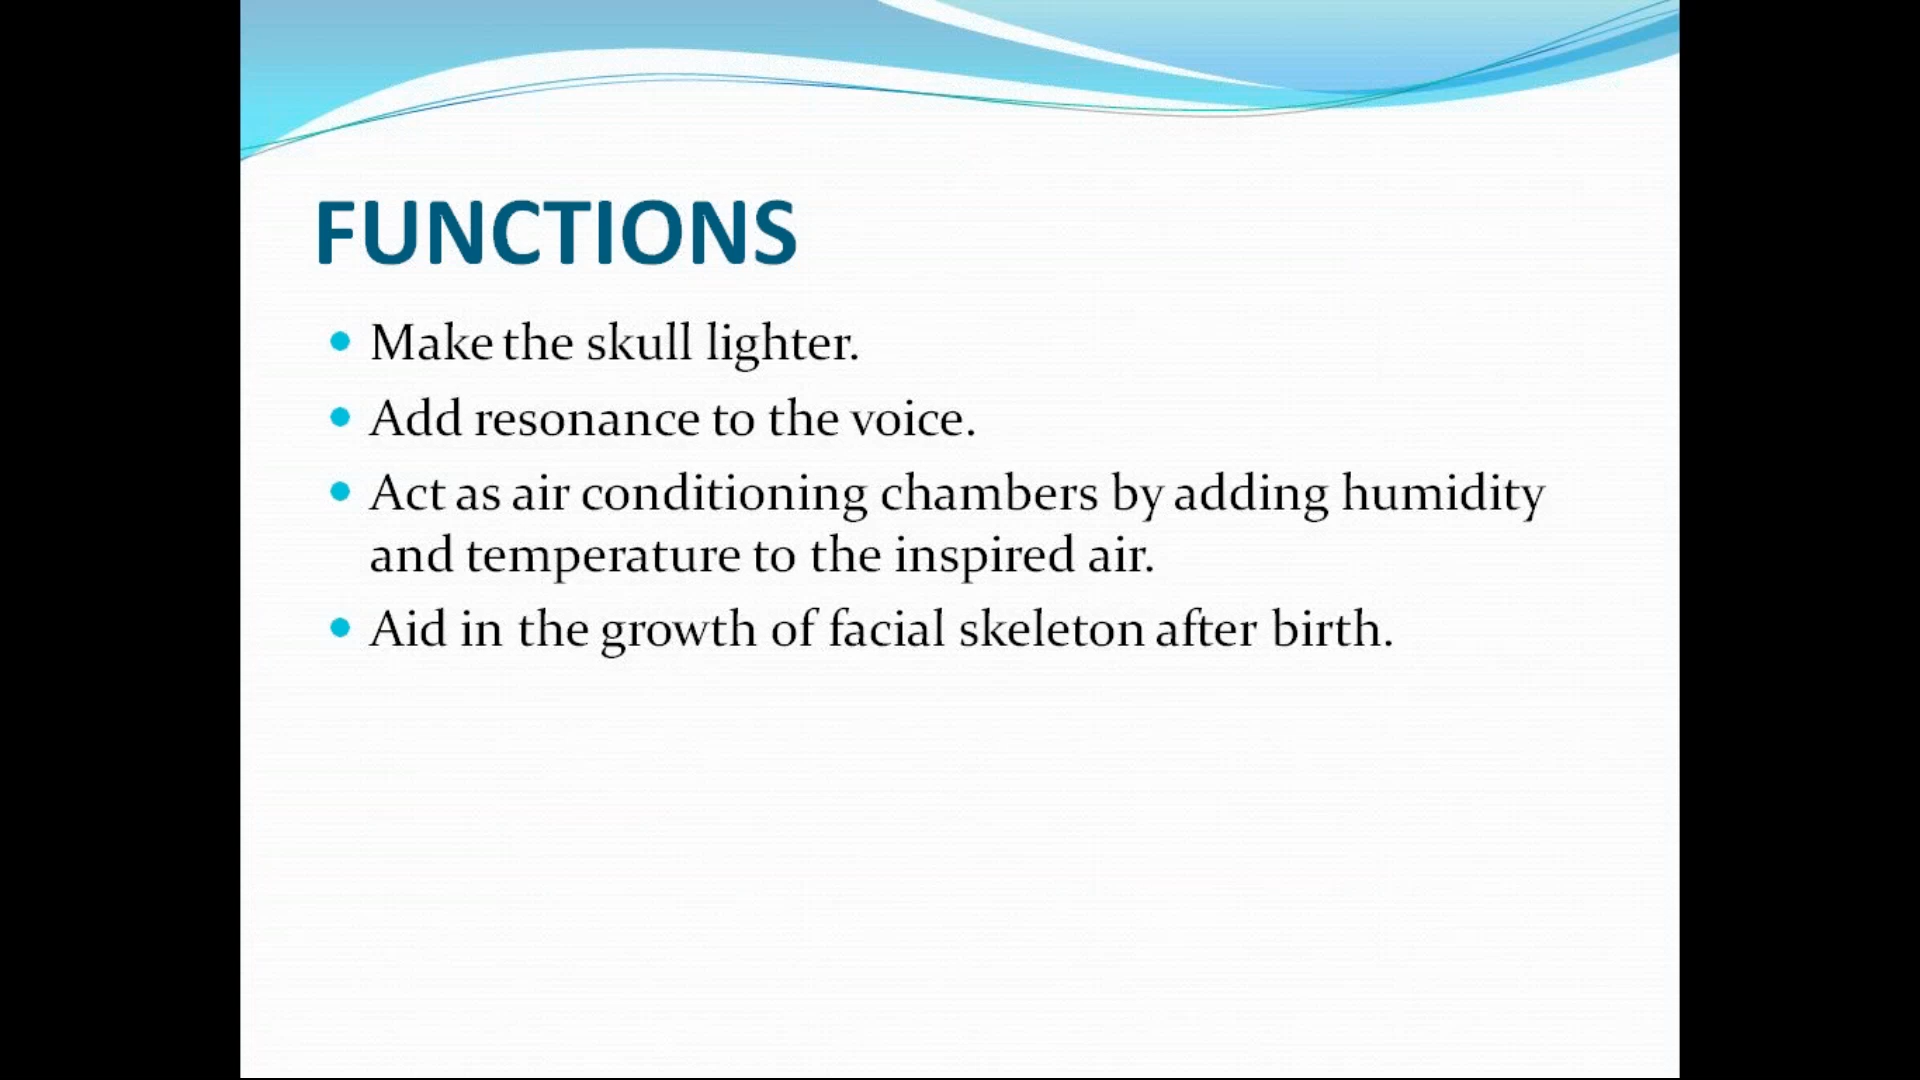 FUNCTIONS
Make the skull lighter.
Add resonance to the voice.
Act as air conditioning chambers by adding humidity
and temperature to the inspired air.
Aid in the growth of facial skeleton after birth.